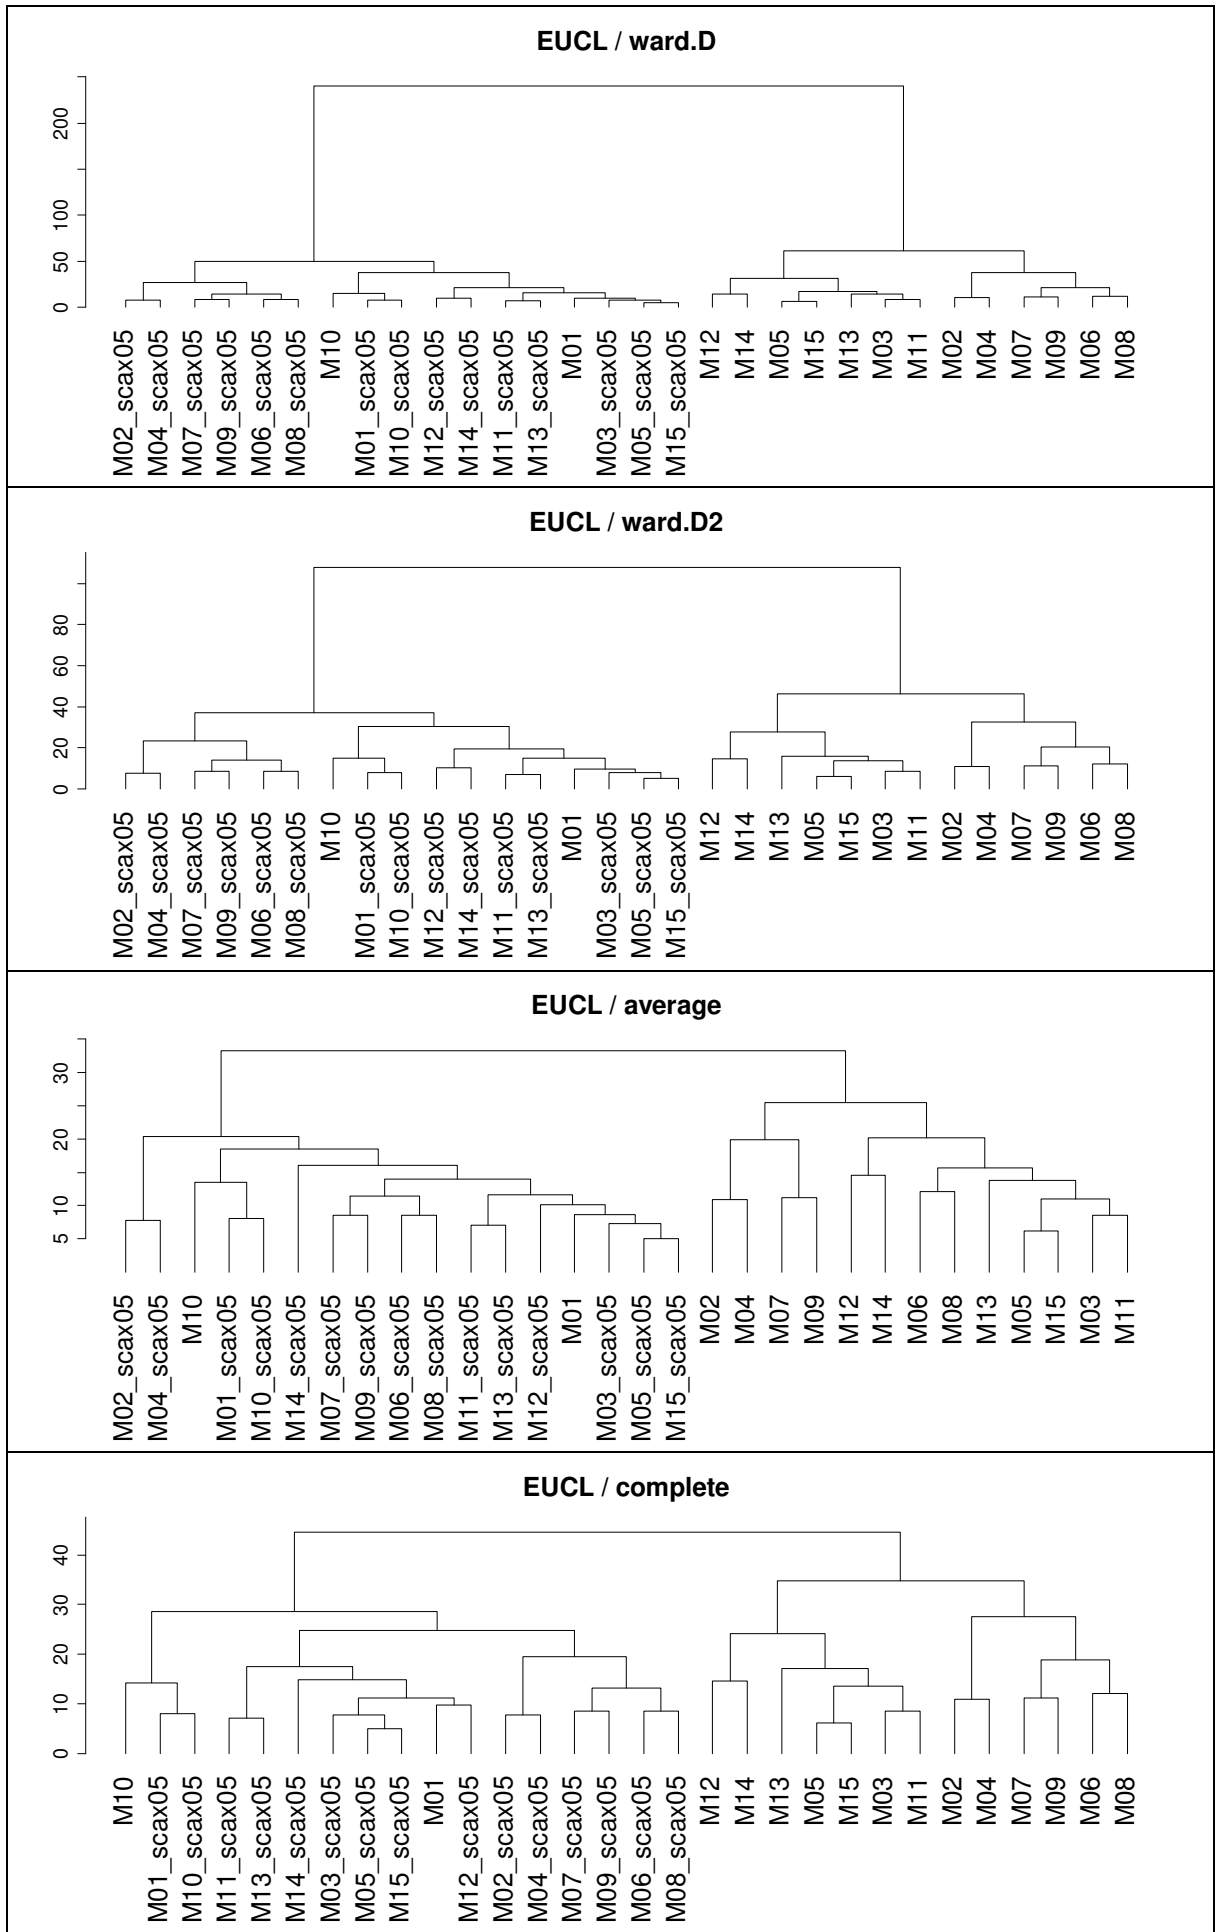 EUCL / ward.D
0 50 100 200
M02_scax05 M04_scax05 M07_scax05 M09_scax05 M06_scax05 M08_scax05 M10 M01_scax05 M10_scax05 M12_scax05 M14_scax05 M11_scax05 M13_scax05 M01 M03_scax05 M05_scax05 M15_scax05 M12 M14 M05 M15 M13 M03 M11 M02 M04 M07 M09 M06 M08
EUCL / ward.D2
0 20 40 60 80
M02_scax05 M04_scax05 M07_scax05 M09_scax05 M06_scax05 M08_scax05 M10 M01_scax05 M10_scax05 M12_scax05 M14_scax05 M11_scax05 M13_scax05 M01 M03_scax05 M05_scax05 M15_scax05 M12 M14 M13 M05 M15 M03 M11 M02 M04 M07 M09 M06 M08
EUCL / average
5 10 20 30
M02_scax05 M04_scax05 M10 M01_scax05 M10_scax05 M14_scax05 M07_scax05 M09_scax05 M06_scax05 M08_scax05 M11_scax05 M13_scax05 M12_scax05 M01 M03_scax05 M05_scax05 M15_scax05 M02 M04 M07 M09 M12 M14 M06 M08 M13 M05 M15 M03 M11
EUCL / complete
0 10 20 30 40
M10 M01_scax05 M10_scax05 M11_scax05 M13_scax05 M14_scax05 M03_scax05 M05_scax05 M15_scax05 M01 M12_scax05 M02_scax05 M04_scax05 M07_scax05 M09_scax05 M06_scax05 M08_scax05 M12 M14 M13 M05 M15 M03 M11 M02 M04 M07 M09 M06 M08